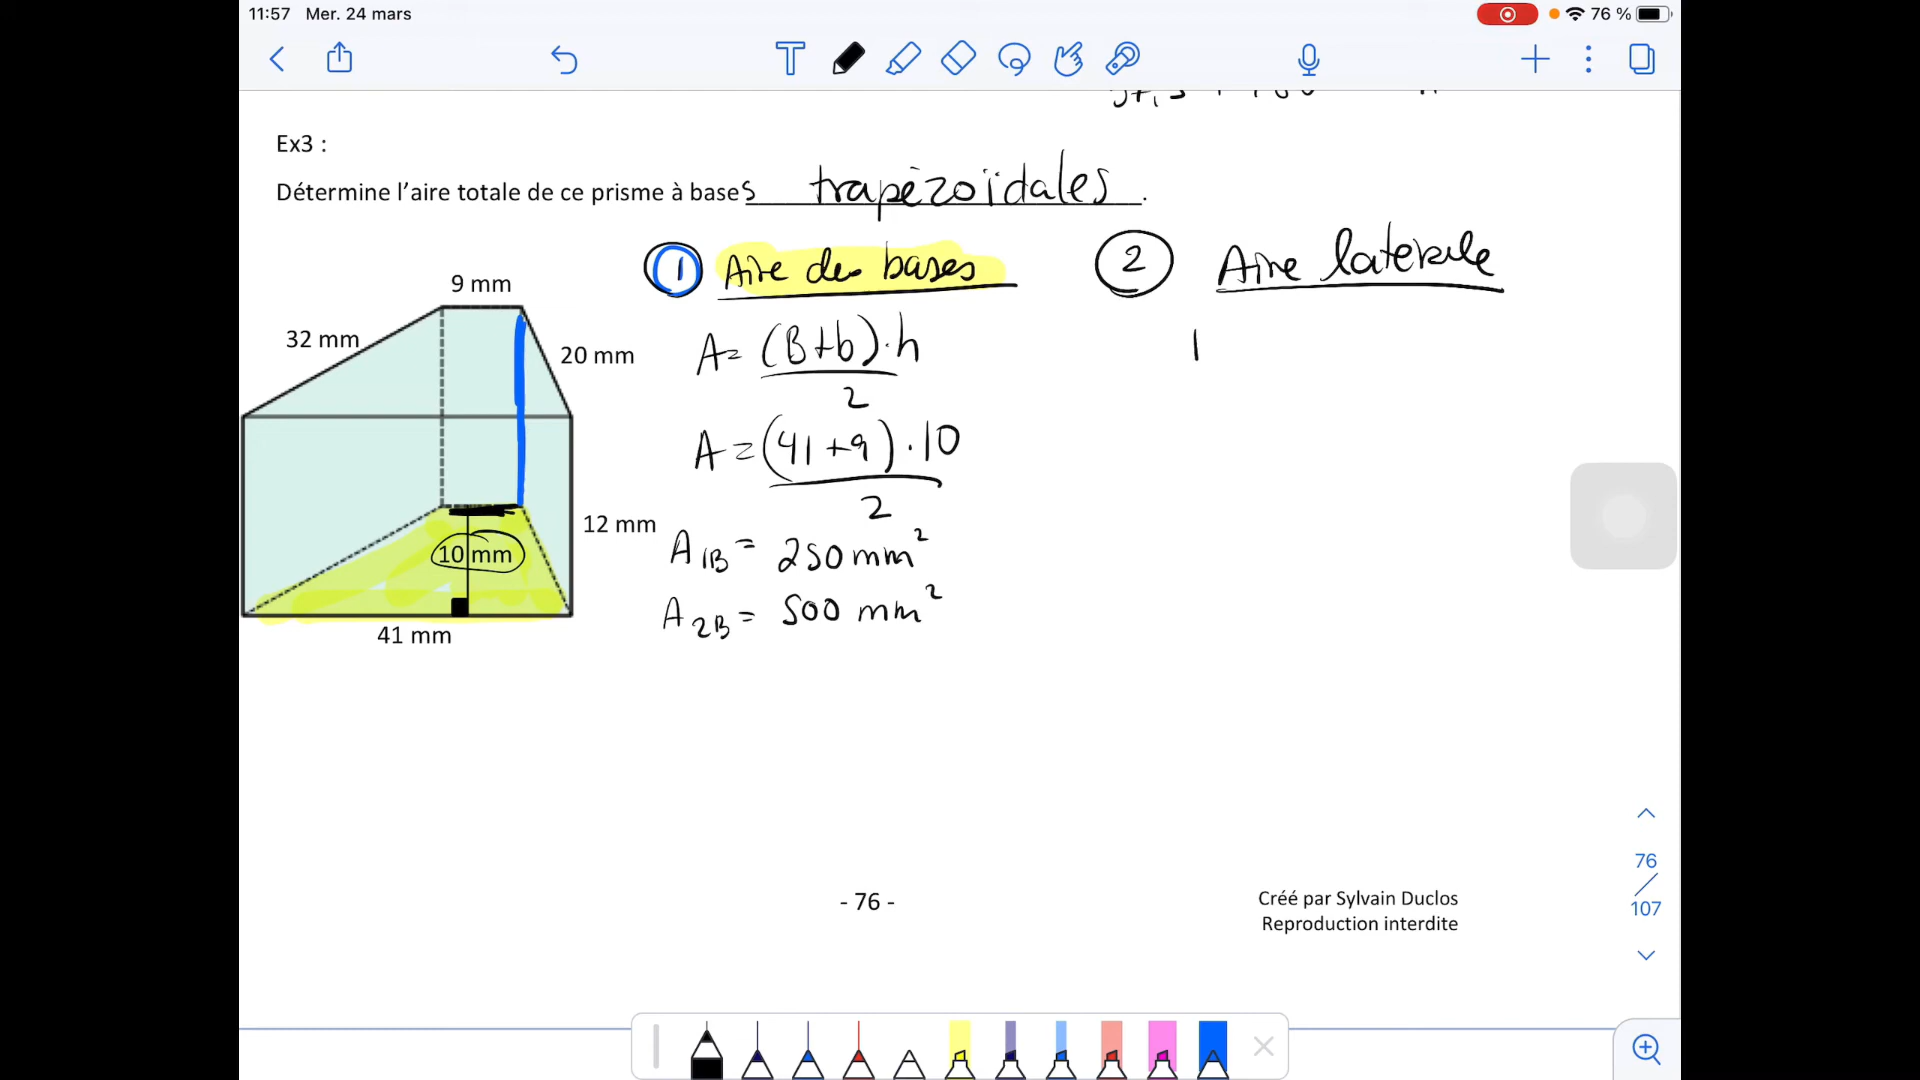 11:57 Mer. 24 mars
76 %
Ex3 :
Détermine l'aire totale de ce prisme à bases trapézoïdales.
1 Aire des bases
2 Aire latérale
9 mm
32 mm
20 mm
12 mm
10 mm
41 mm
A= (B+b)·h
2
A=(41+9)·10
2
A1B = 250 mm²
A2B = 500 mm²
- 76 -
Créé par Sylvain Duclos
Reproduction interdite
76
107